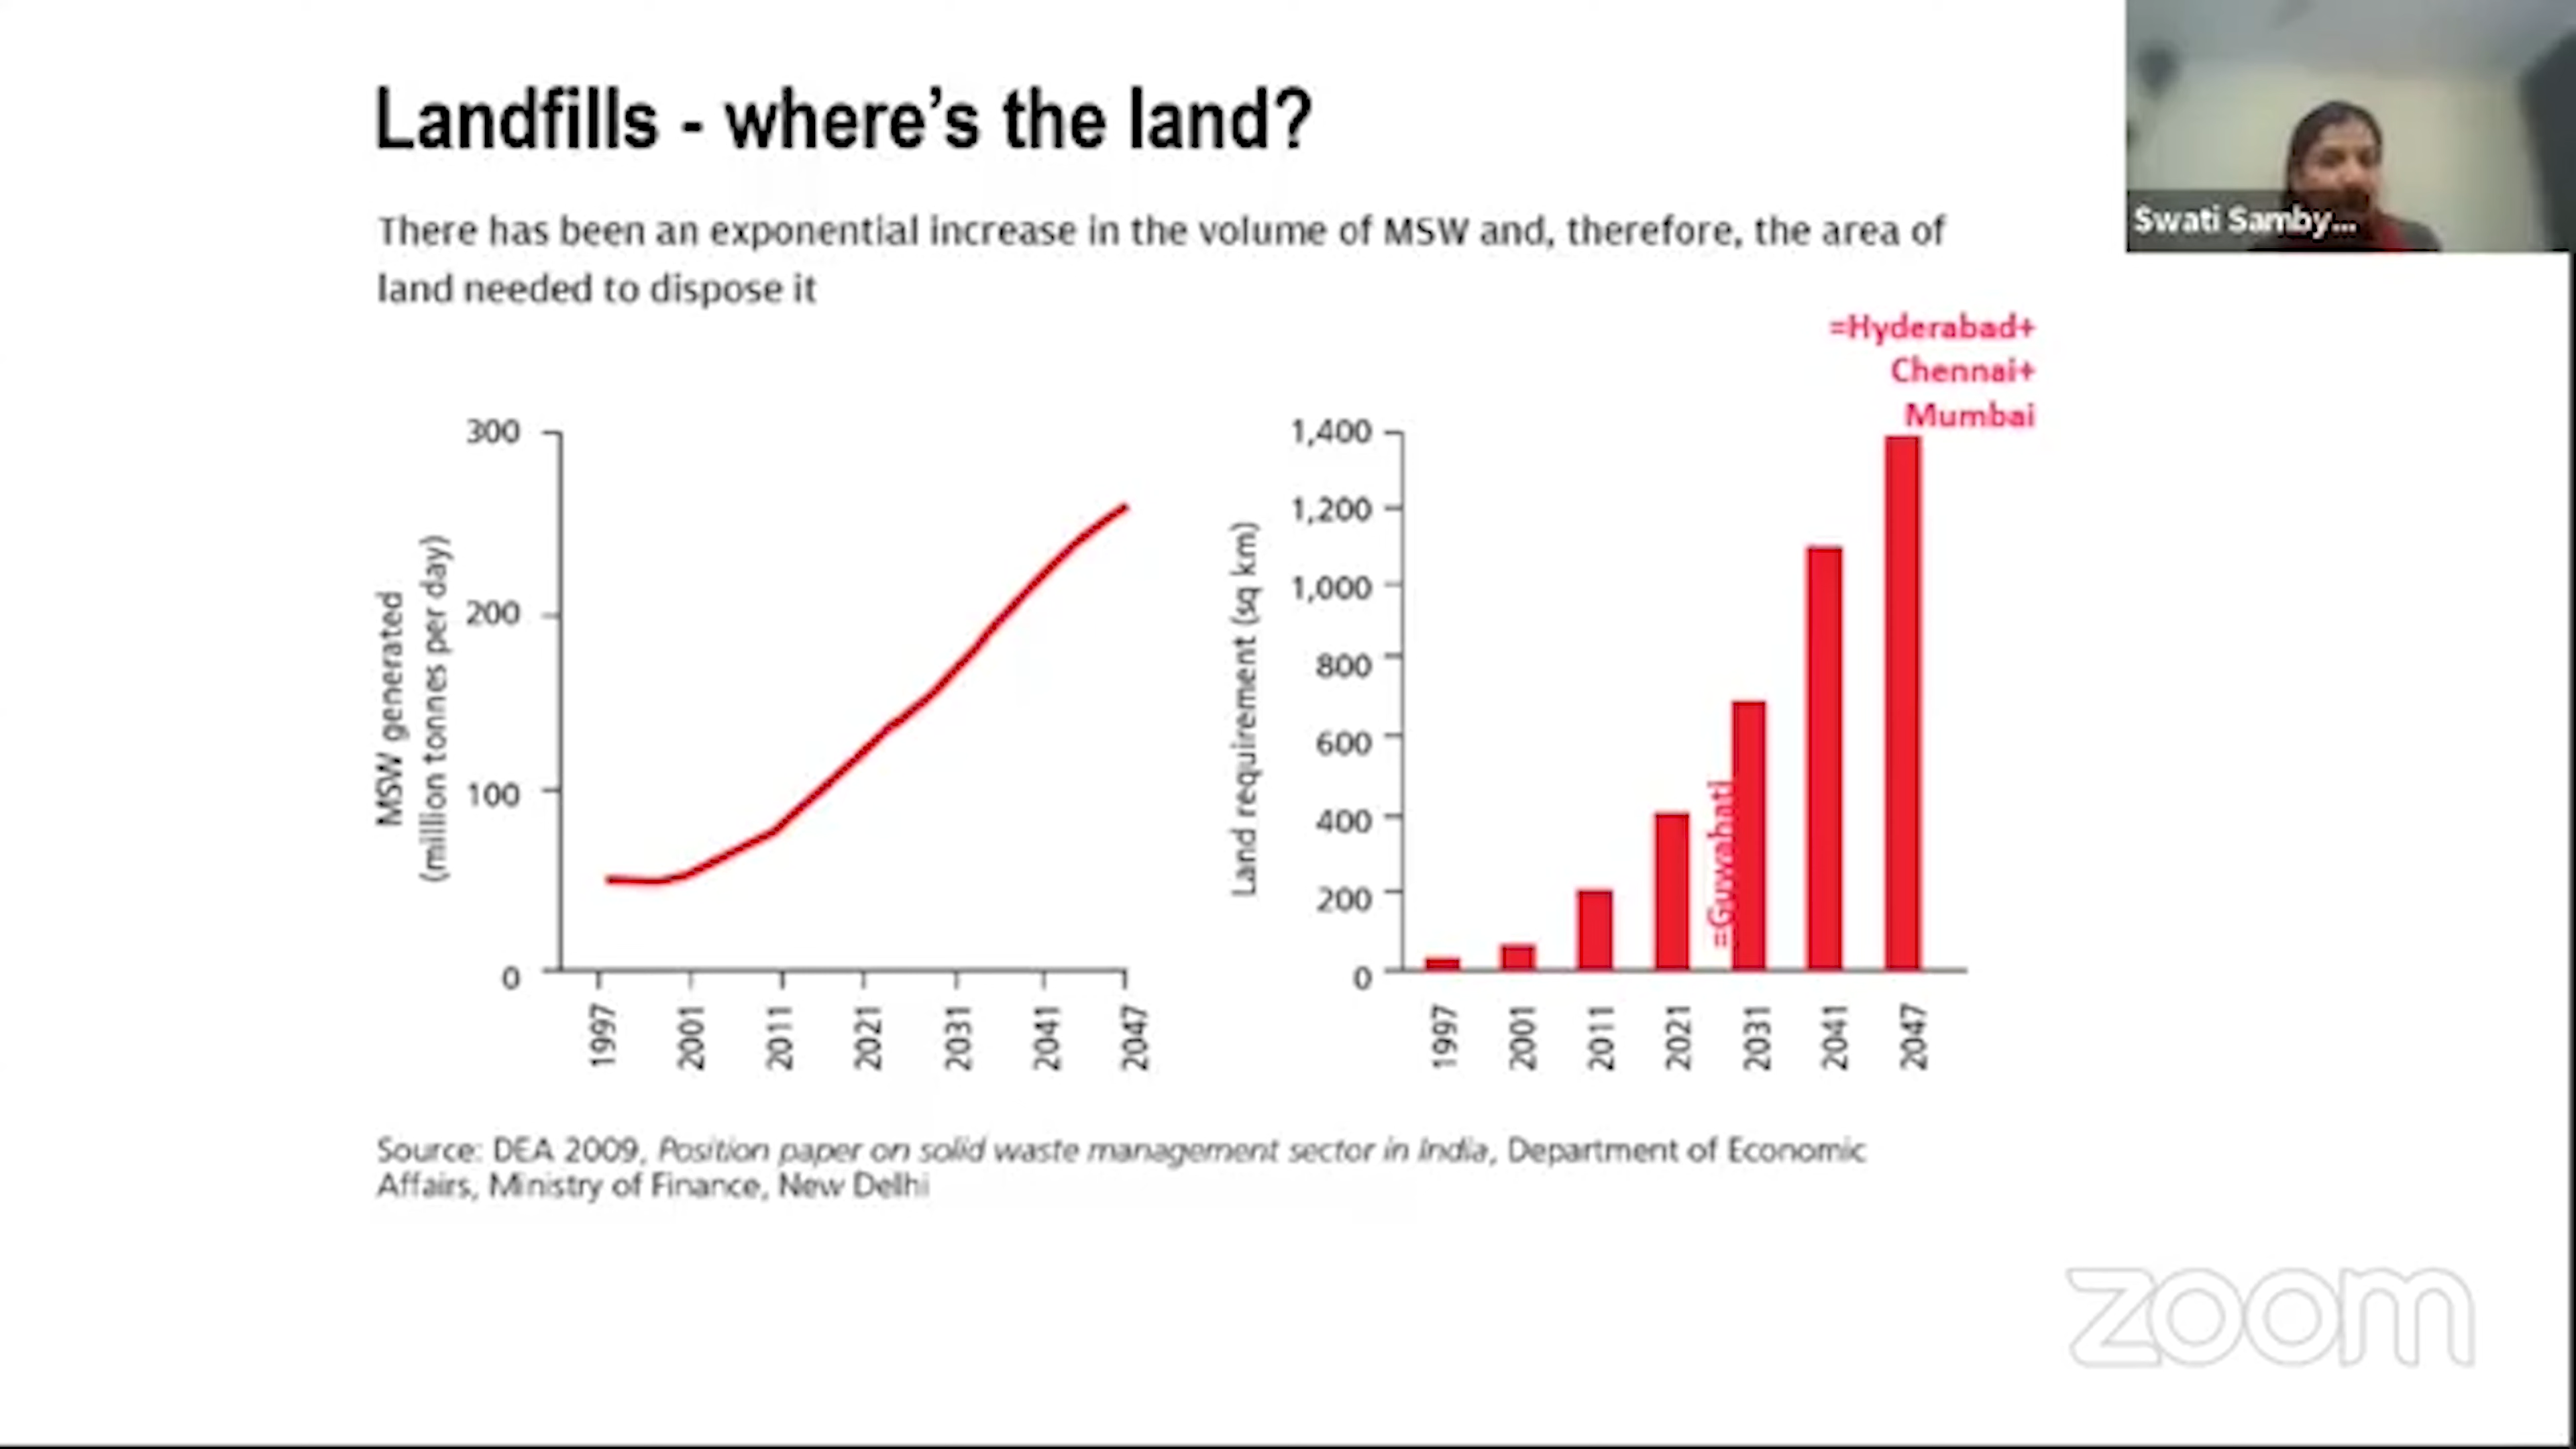 Landfills - where's the land?
Swati Samby...
There has been an exponential increase in the volume of MSW and, therefore, the area of
land needed to dispose it
MSW generated
(million tonnes per day)
300
200
100
0
1997
2001
2011
2021
2031
2041
2047
=Hyderabad+
Chennai+
Mumbai
Land requirement (sq km)
1,400
1,200
1,000
800
600
400
200
0
=Guwahati
1997
2001
2011
2021
2031
2041
2047
Source: DEA 2009, Position paper on solid waste management sector in India, Department of Economic
Affairs, Ministry of Finance, New Delhi
zoom